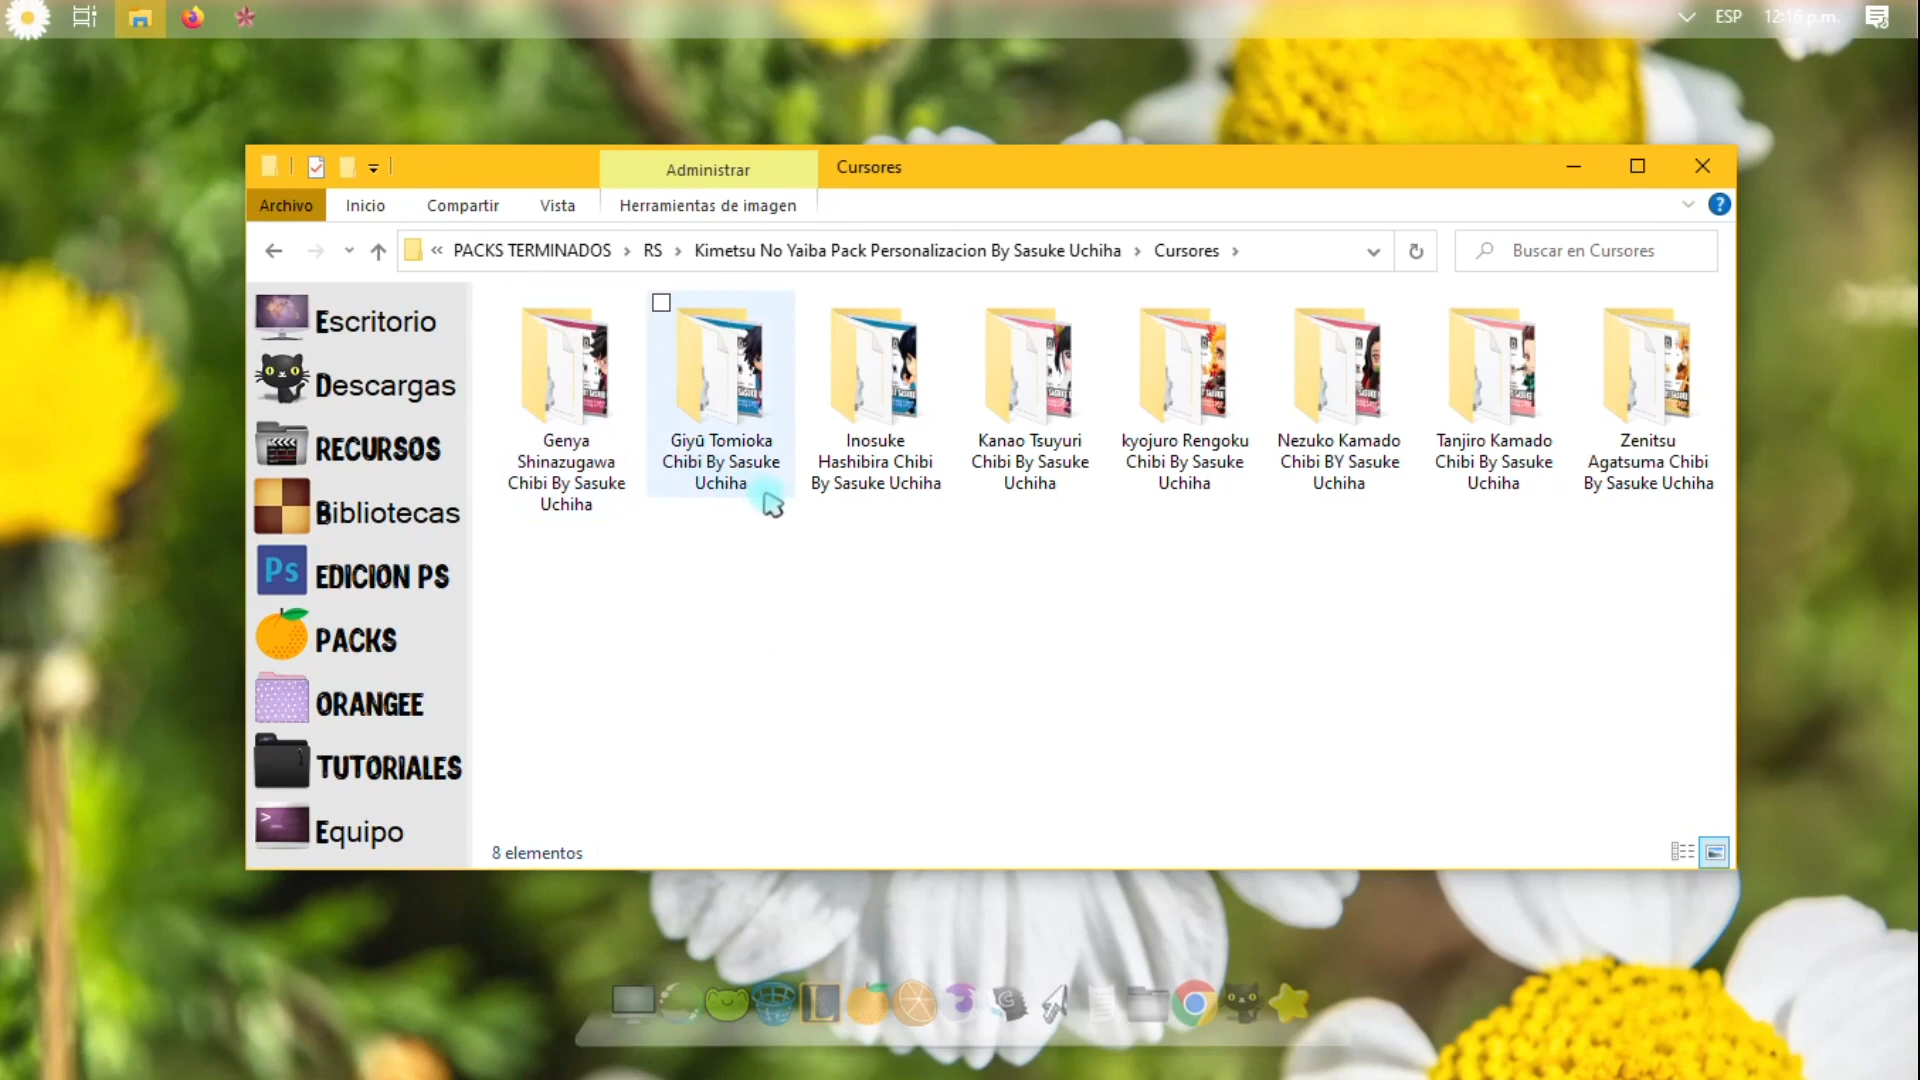 ESP 12:16 p.m.
Administrar Cursores
Archivo Inicio Compartir Vista Herramientas de imagen
« PACKS TERMINADOS › RS › Kimetsu No Yaiba Pack Personalizacion By Sasuke Uchiha › Cursores ›
Buscar en Cursores
Escritorio
Descargas
RECURSOS
Bibliotecas
Ps EDICION PS
PACKS
ORANGEE
TUTORIALES
Equipo
Genya
Shinazugawa
Chibi By Sasuke
Uchiha
Giyū Tomioka
Chibi By Sasuke
Uchiha
Inosuke
Hashibira Chibi
By Sasuke Uchiha
Kanao Tsuyuri
Chibi By Sasuke
Uchiha
kyojuro Rengoku
Chibi By Sasuke
Uchiha
Nezuko Kamado
Chibi BY Sasuke
Uchiha
Tanjiro Kamado
Chibi By Sasuke
Uchiha
Zenitsu
Agatsuma Chibi
By Sasuke Uchiha
8 elementos